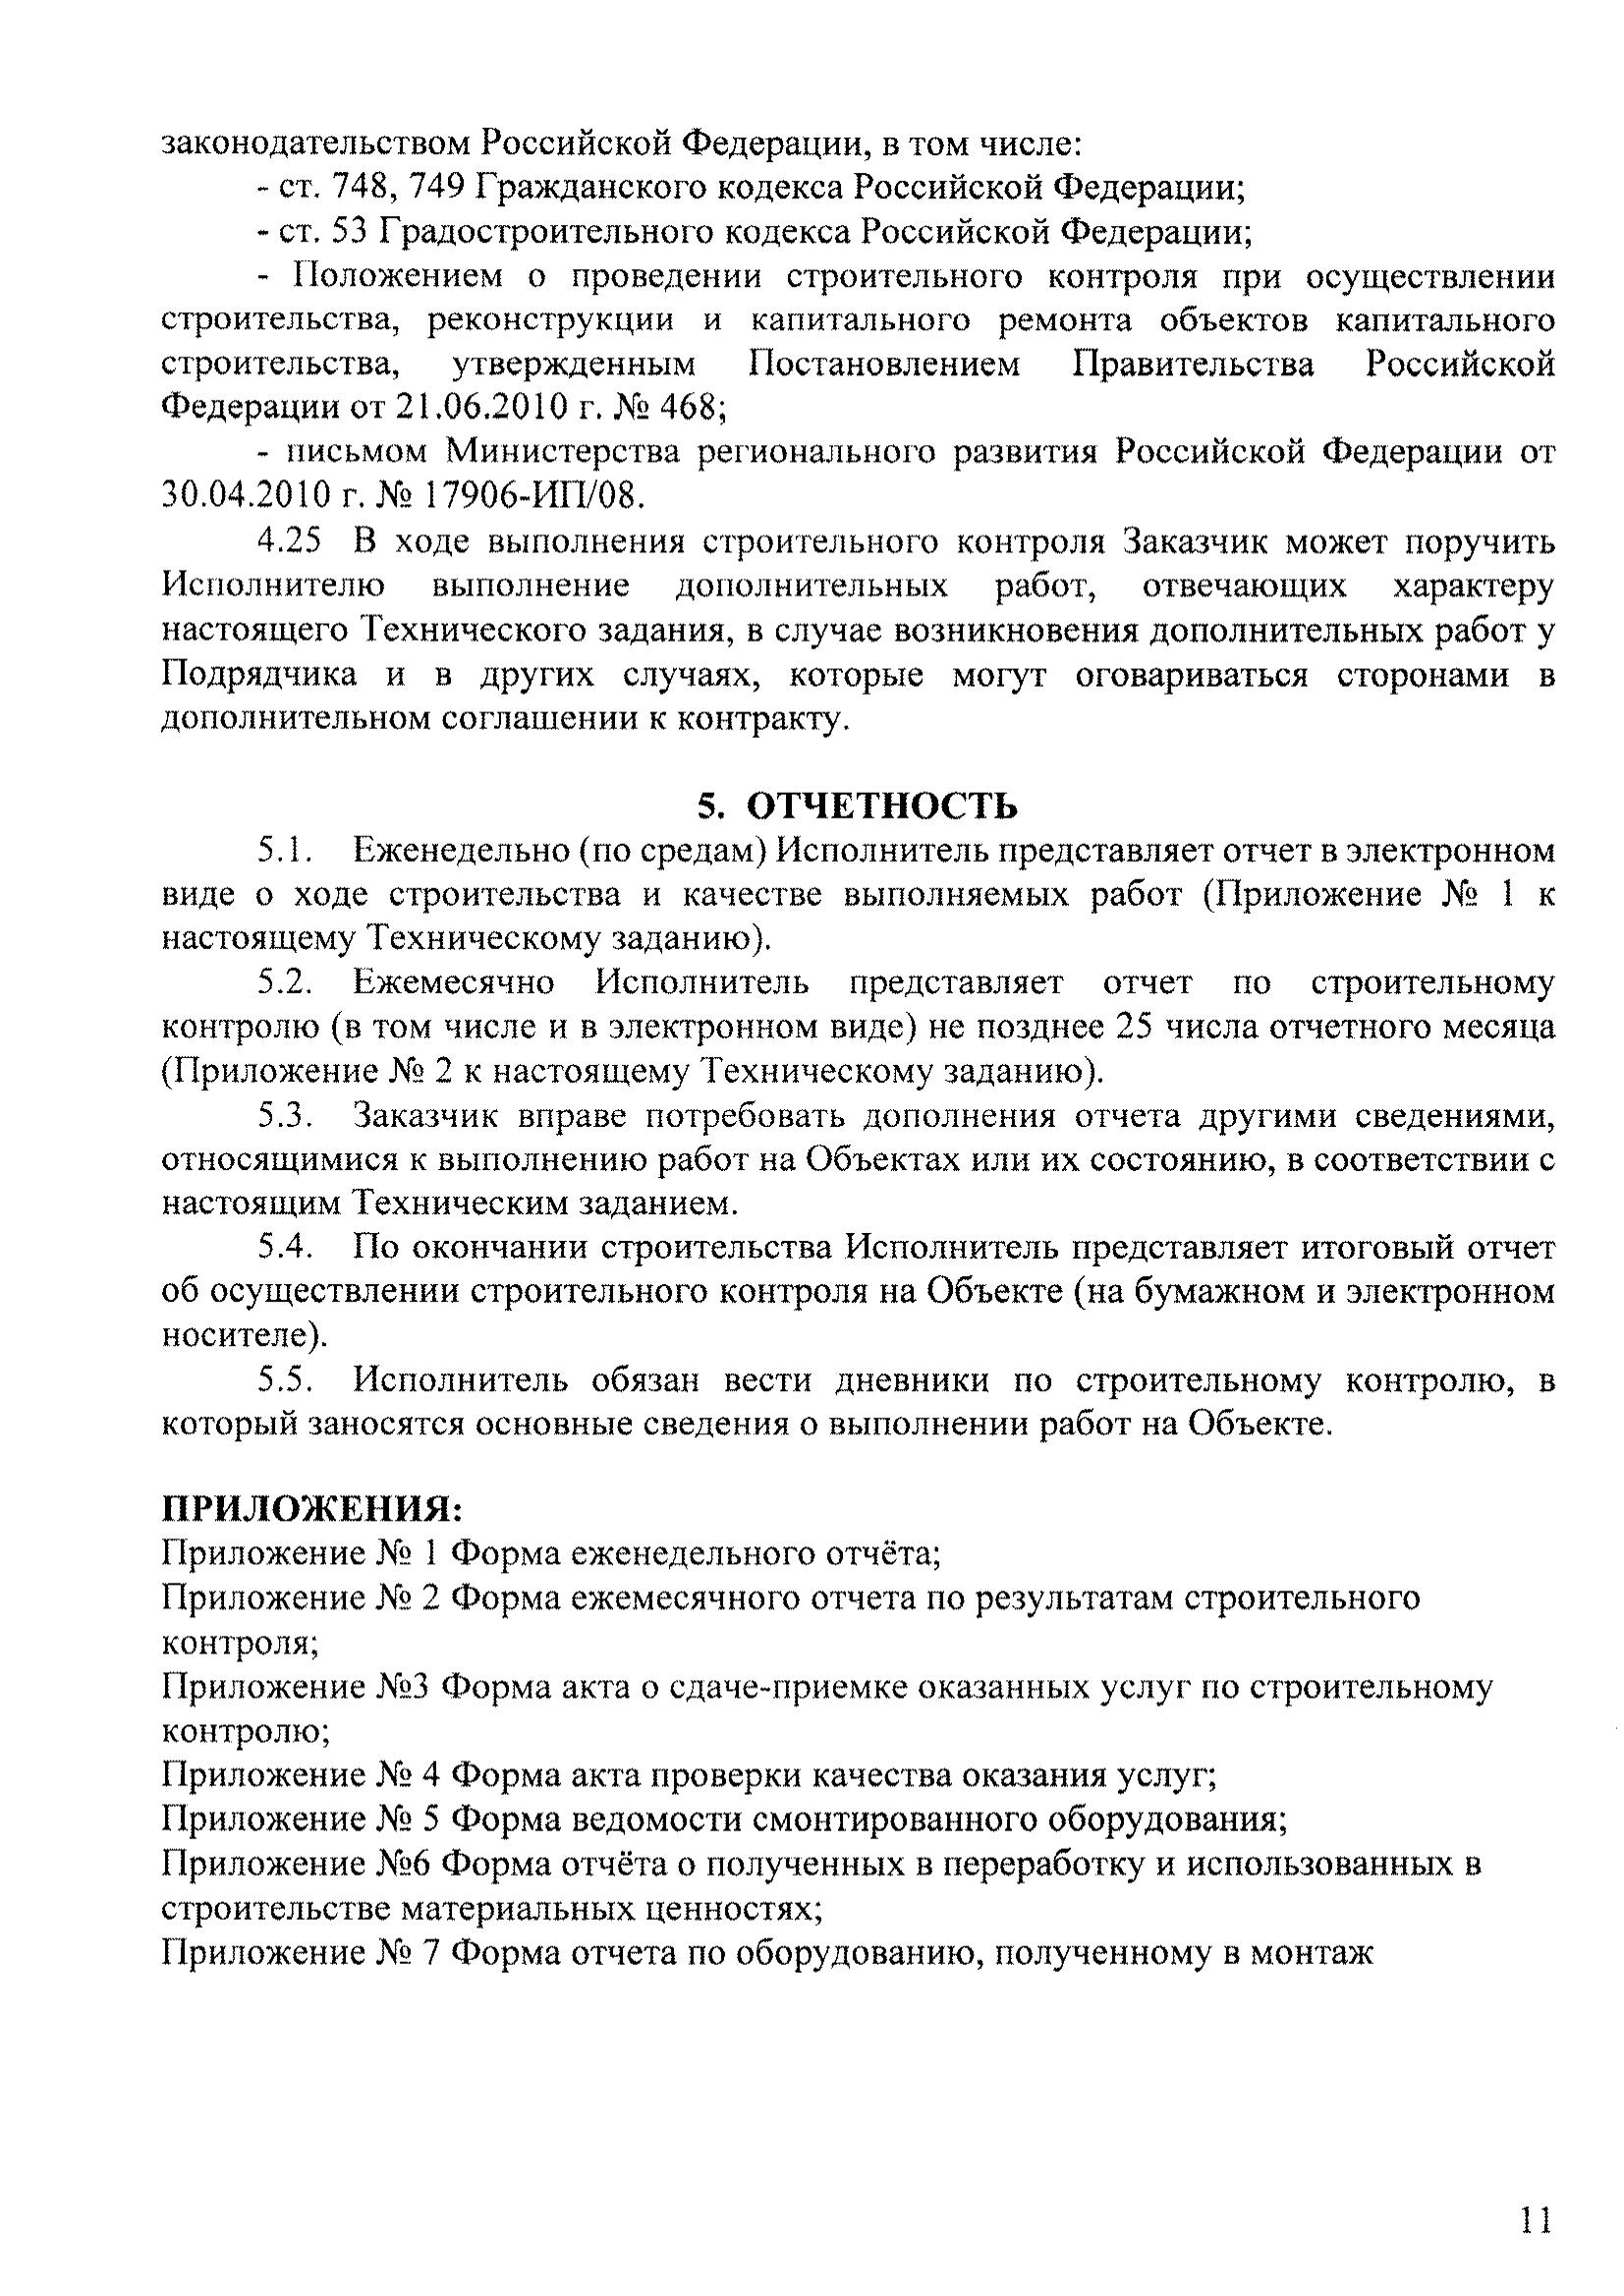 законодательством Российской Федерации, в том числе:
- ст. 748, 749 Гражданского кодекса Российской Федерации;
- ст. 53 Градостроительного кодекса Российской Федерации;
- Положением о проведении строительного контроля при осуществлении
строительства, реконструкции и капитального ремонта объектов капитального
строительства, утвержденным Постановлением Правительства Российской
Федерации от 21.06.2010 г. № 468;
- письмом Министерства регионального развития Российской Федерации от
30.04.2010 г. № 17906-ИП/08.
4.25 В ходе выполнения строительного контроля Заказчик может поручить
Исполнителю выполнение дополнительных работ, отвечающих характеру
настоящего Технического задания, в случае возникновения дополнительных работ у
Подрядчика и в других случаях, которые могут оговариваться сторонами в
дополнительном соглашении к контракту.
5. ОТЧЕТНОСТЬ
5.1. Еженедельно (по средам) Исполнитель представляет отчет в электронном
виде о ходе строительства и качестве выполняемых работ (Приложение № 1 к
настоящему Техническому заданию).
5.2. Ежемесячно Исполнитель представляет отчет по строительному
контролю (в том числе и в электронном виде) не позднее 25 числа отчетного месяца
(Приложение № 2 к настоящему Техническому заданию).
5.3. Заказчик вправе потребовать дополнения отчета другими сведениями,
относящимися к выполнению работ на Объектах или их состоянию, в соответствии с
настоящим Техническим заданием.
5.4. По окончании строительства Исполнитель представляет итоговый отчет
об осуществлении строительного контроля на Объекте (на бумажном и электронном
носителе).
5.5. Исполнитель обязан вести дневники по строительному контролю, в
который заносятся основные сведения о выполнении работ на Объекте.
ПРИЛОЖЕНИЯ:
Приложение № 1 Форма еженедельного отчёта;
Приложение № 2 Форма ежемесячного отчета по результатам строительного
контроля;
Приложение №3 Форма акта о сдаче-приемке оказанных услуг по строительному
контролю;
Приложение № 4 Форма акта проверки качества оказания услуг;
Приложение № 5 Форма ведомости смонтированного оборудования;
Приложение №6 Форма отчёта о полученных в переработку и использованных в
строительстве материальных ценностях;
Приложение № 7 Форма отчета по оборудованию, полученному в монтаж
11